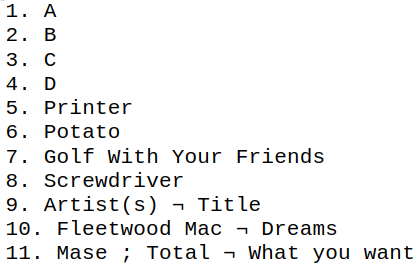 1. A
2. B
3. C
4. D
5. Printer
6. Potato
7. Golf With Your Friends
8. Screwdriver
9. Artist(s) ¬ Title
10. Fleetwood Mac ¬ Dreams
11. Mase ; Total ¬ What you want